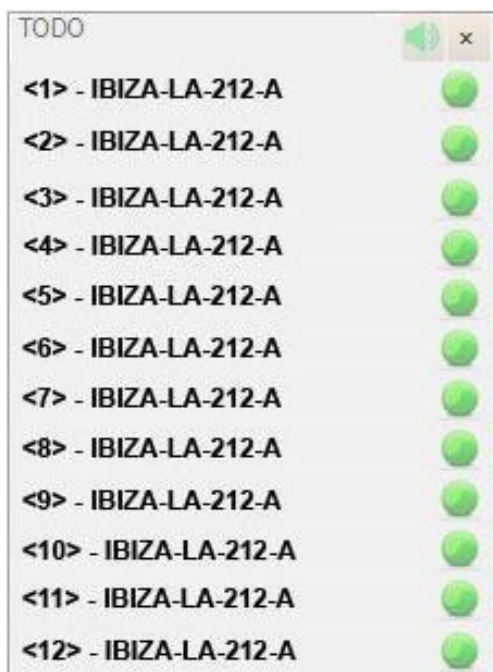 TODO
<1> - IBIZA-LA-212-A
<2> - IBIZA-LA-212-A
<3> - IBIZA-LA-212-A
<4> - IBIZA-LA-212-A
<5> - IBIZA-LA-212-A
<6> - IBIZA-LA-212-A
<7> - IBIZA-LA-212-A
<8> - IBIZA-LA-212-A
<9> - IBIZA-LA-212-A
<10> - IBIZA-LA-212-A
<11> - IBIZA-LA-212-A
<12> - IBIZA-LA-212-A